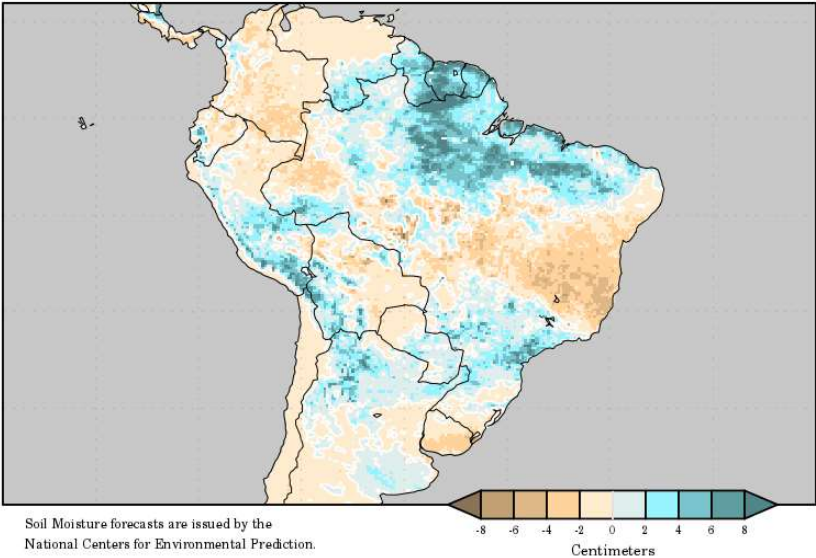 Soil Moisture forecasts are issued by the
National Centers for Environmental Prediction.
-8 -6 -4 -2 0 2 4 6 8
Centimeters